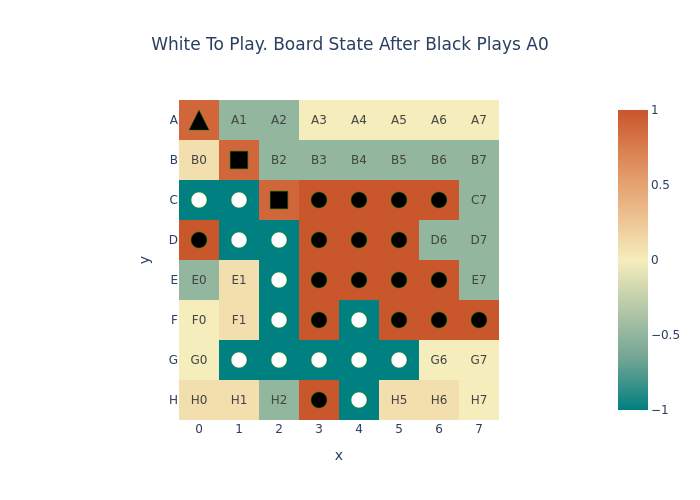 White To Play. Board State After Black Plays A0
A A1 A2 A3 A4 A5 A6 A7
B B0 B2 B3 B4 B5 B6 B7
C C7
D D6 D7
E E0 E1 E7
F F0 F1
G G0 G6 G7
H H0 H1 H2 H5 H6 H7
0 1 2 3 4 5 6 7
x
y
1
0.5
0
−0.5
−1